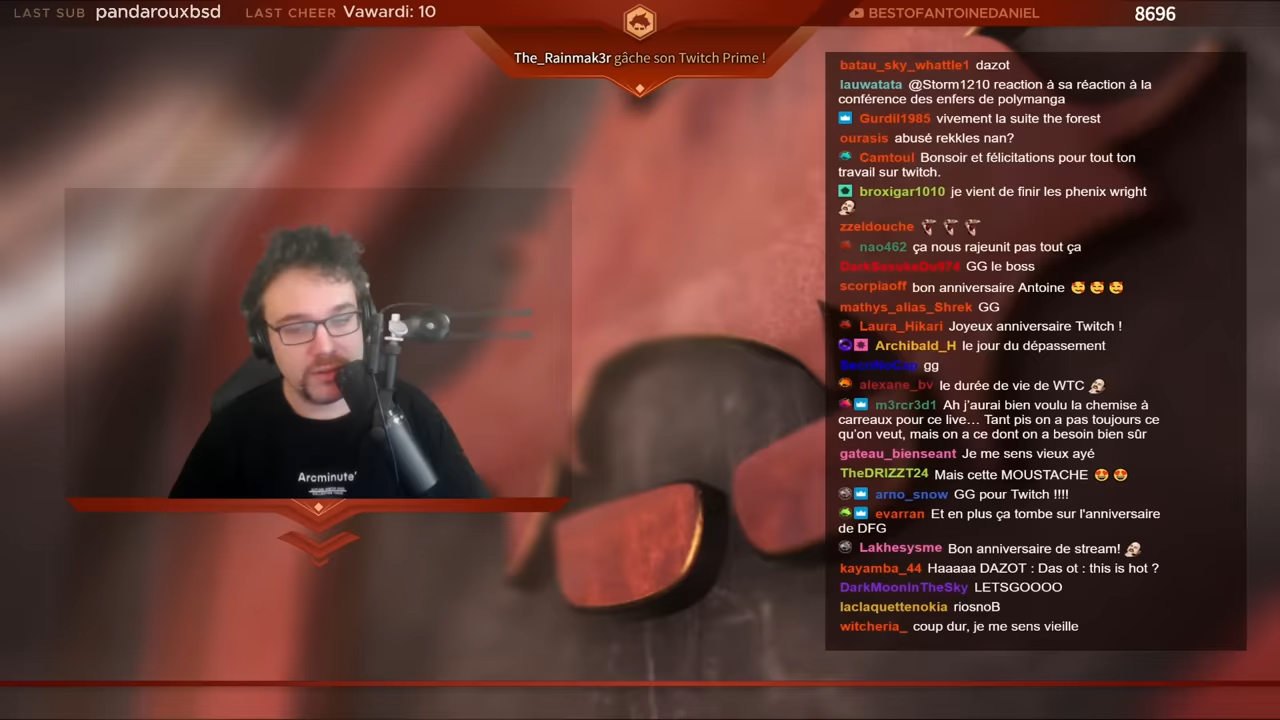 LAST SUB pandarouxbsd LAST CHEER Vawardi: 10
BESTOFANTOINEDANIEL 8696
The_Rainmak3r gâche son Twitch Prime !
batau_sky_whattle1 dazot
lauwatata @Storm1210 reaction à sa réaction à la
conférence des enfers de polymanga
Gurdil1985 vivement la suite the forest
ourasis abusé rekkles nan?
Camtoul Bonsoir et félicitations pour tout ton
travail sur twitch.
broxigar1010 je vient de finir les phenix wright
zzeldouche
nao462 ça nous rajeunit pas tout ça
GG le boss
scorpiaoff bon anniversaire Antoine 🥰 🥰 🥰
mathys_alias_Shrek GG
Laura_Hikari Joyeux anniversaire Twitch !
Archibald_H le jour du dépassement
gg
alexane_bv le durée de vie de WTC
m3rcr3d1 Ah j'aurai bien voulu la chemise à
carreaux pour ce live… Tant pis on a pas toujours ce
qu'on veut, mais on a ce dont on a besoin bien sûr
gateau_bienseant Je me sens vieux ayé
TheDRIZZT24 Mais cette MOUSTACHE 😍 😍
arno_snow GG pour Twitch !!!!
evarran Et en plus ça tombe sur l'anniversaire
de DFG
Lakhesysme Bon anniversaire de stream!
kayamba_44 Haaaaa DAZOT : Das ot : this is hot ?
DarkMoonInTheSky LETSGOOOO
laclaquettenokia riosnoB
witcheria_ coup dur, je me sens vieille
Arcminute'